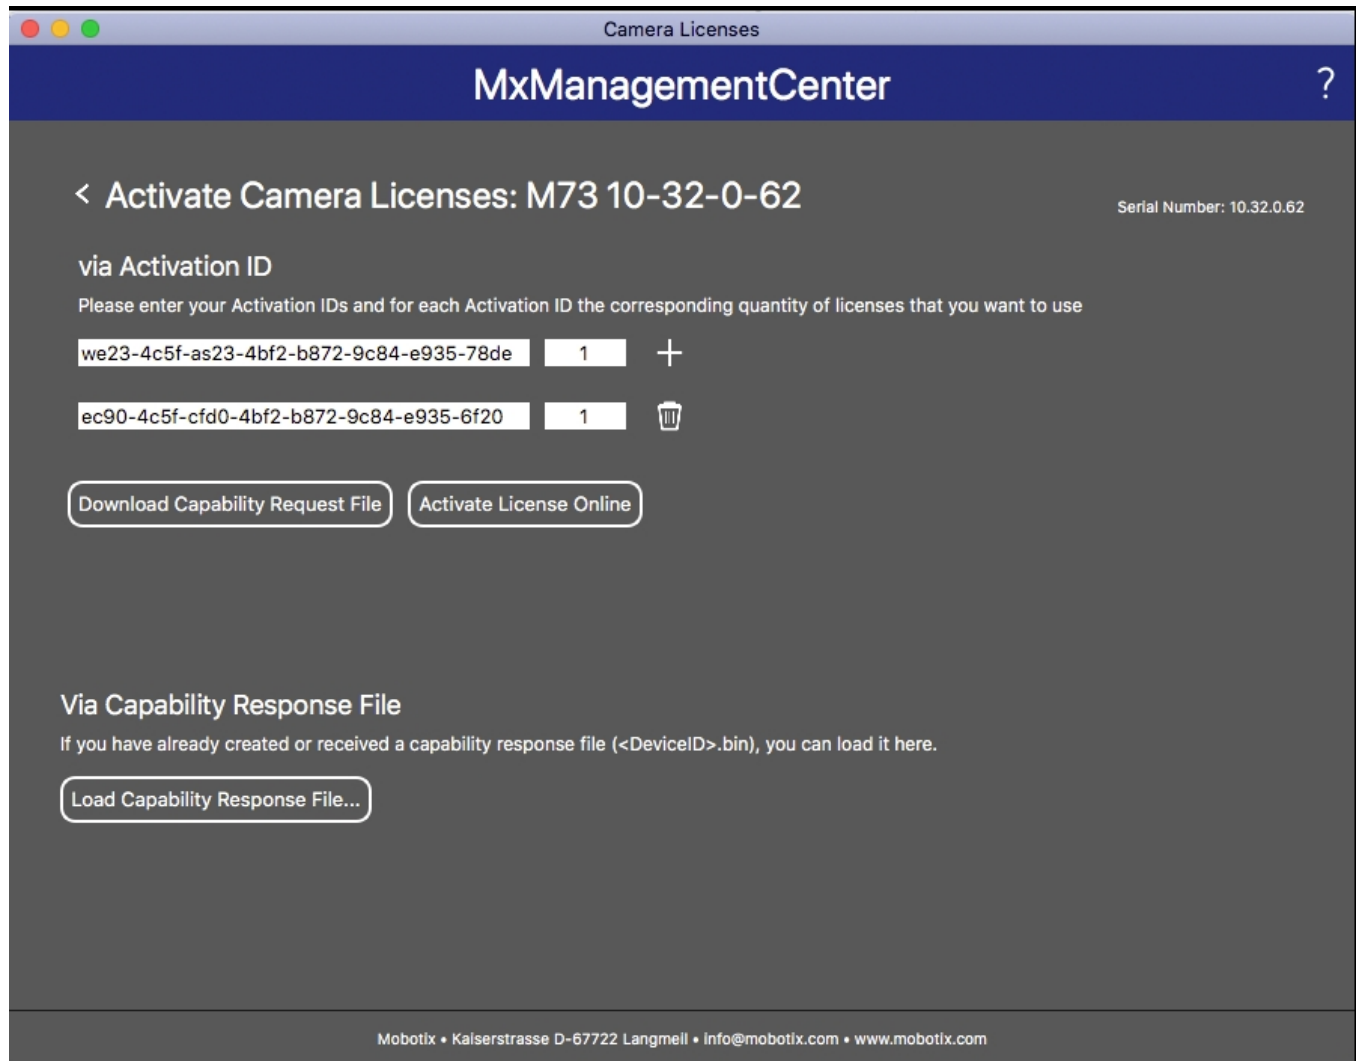 Camera Licenses
MxManagementCenter
?
< Activate Camera Licenses: M73 10-32-0-62
Serial Number: 10.32.0.62
via Activation ID
Please enter your Activation IDs and for each Activation ID the corresponding quantity of licenses that you want to use
we23-4c5f-as23-4bf2-b872-9c84-e935-78de 1 +
ec90-4c5f-cfd0-4bf2-b872-9c84-e935-6f20 1
Download Capability Request File Activate License Online
Via Capability Response File
If you have already created or received a capability response file (<DeviceID>.bin), you can load it here.
Load Capability Response File...
Mobotix • Kaiserstrasse D-67722 Langmeil • info@mobotix.com • www.mobotix.com